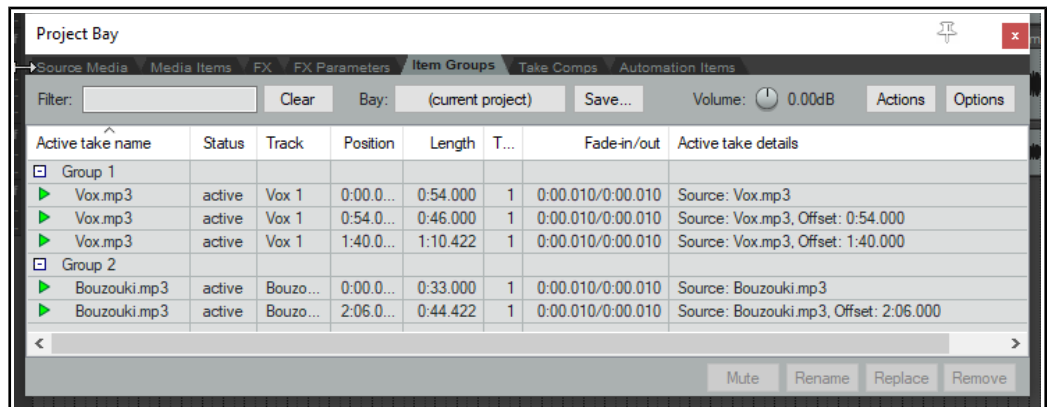 Project Bay
Source Media Media Items FX FX Parameters Item Groups Take Comps Automation Items
Filter: Clear Bay: (current project) Save... Volume: 0.00dB Actions Options
Active take name Status Track Position Length T... Fade-in/out Active take details
Group 1
Vox.mp3 active Vox 1 0:00.0... 0:54.000 1 0:00.010/0:00.010 Source: Vox.mp3
Vox.mp3 active Vox 1 0:54.0... 0:46.000 1 0:00.010/0:00.010 Source: Vox.mp3, Offset: 0:54.000
Vox.mp3 active Vox 1 1:40.0... 1:10.422 1 0:00.010/0:00.010 Source: Vox.mp3, Offset: 1:40.000
Group 2
Bouzouki.mp3 active Bouzo... 0:00.0... 0:33.000 1 0:00.010/0:00.010 Source: Bouzouki.mp3
Bouzouki.mp3 active Bouzo... 2:06.0... 0:44.422 1 0:00.010/0:00.010 Source: Bouzouki.mp3, Offset: 2:06.000
Mute Rename Replace Remove